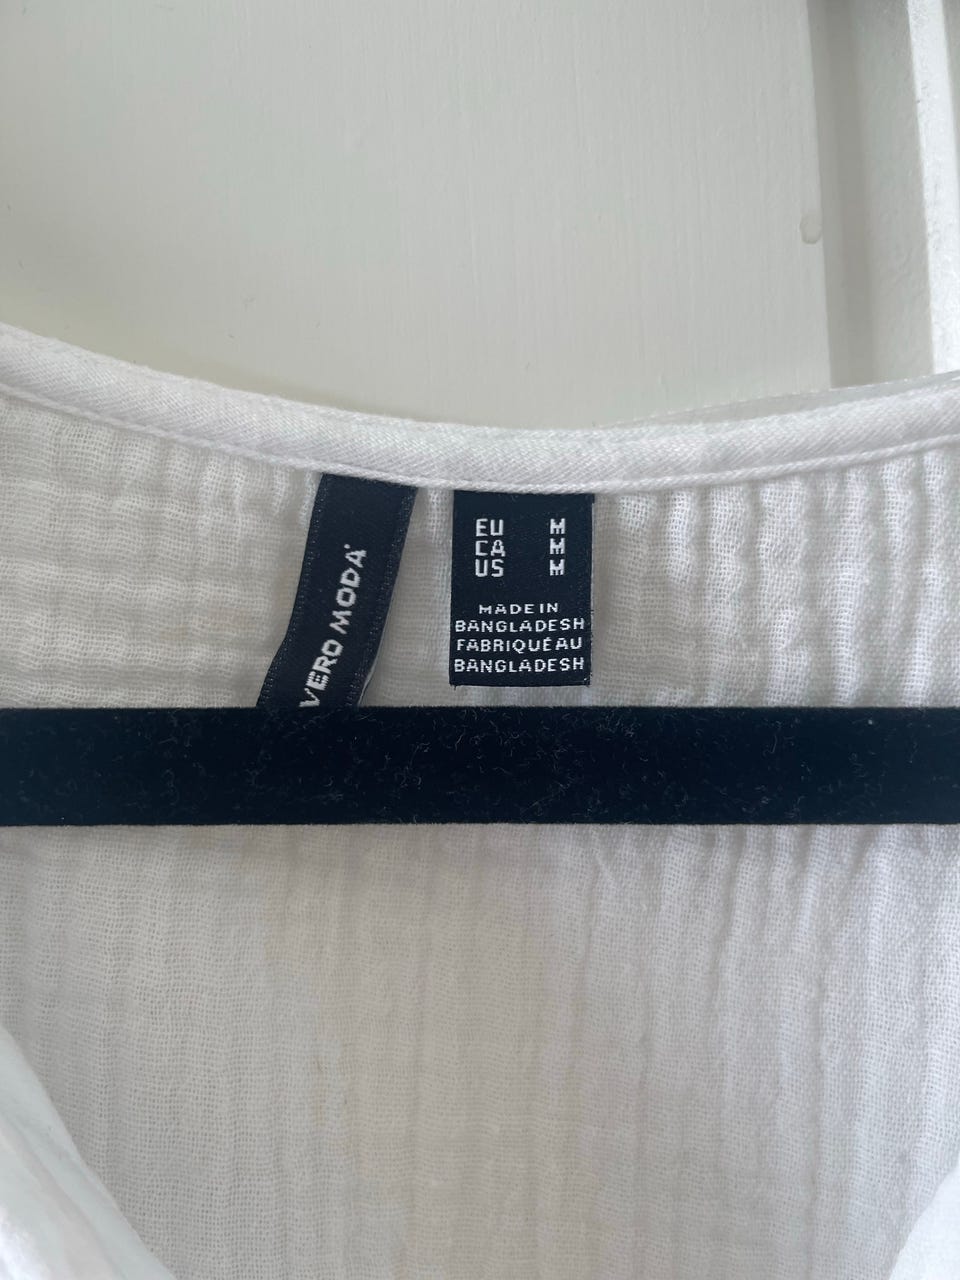 VERO MODA
EU M
CA M
US M
MADE IN
BANGLADESH
FABRIQUÉ AU
BANGLADESH